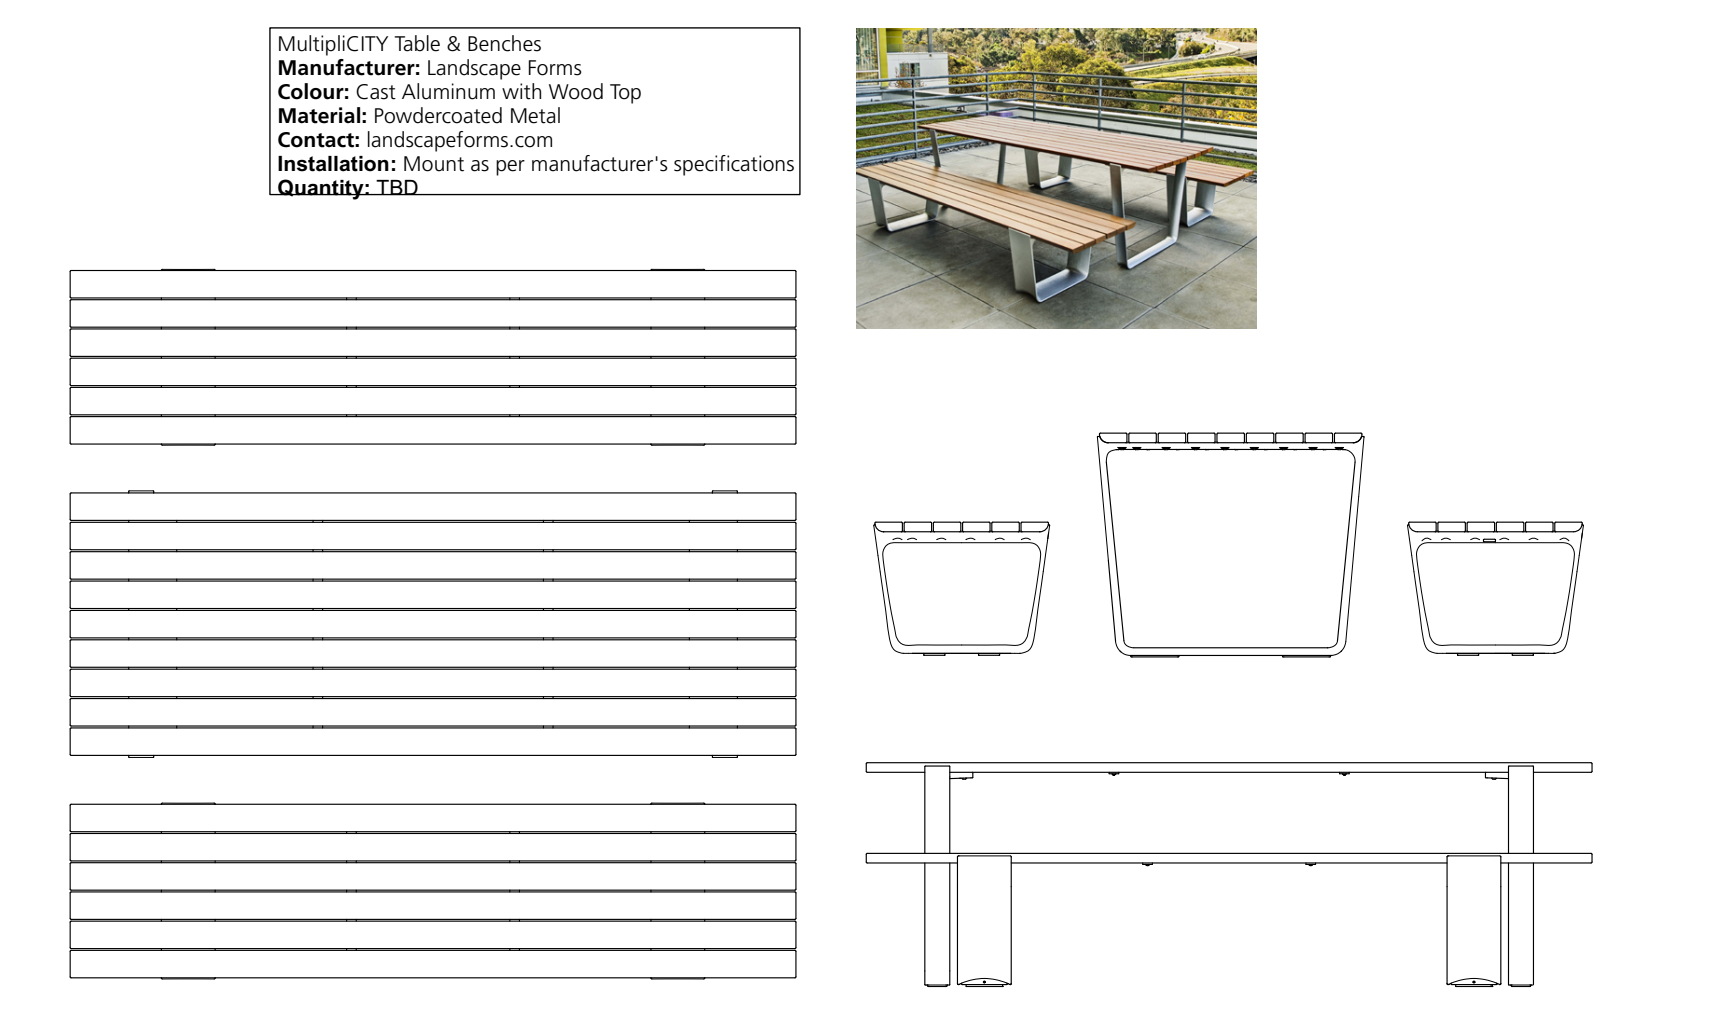 MultipliCITY Table & Benches
Manufacturer: Landscape Forms
Colour: Cast Aluminum with Wood Top
Material: Powdercoated Metal
Contact: landscapeforms.com
Installation: Mount as per manufacturer's specifications
Quantity: TBD